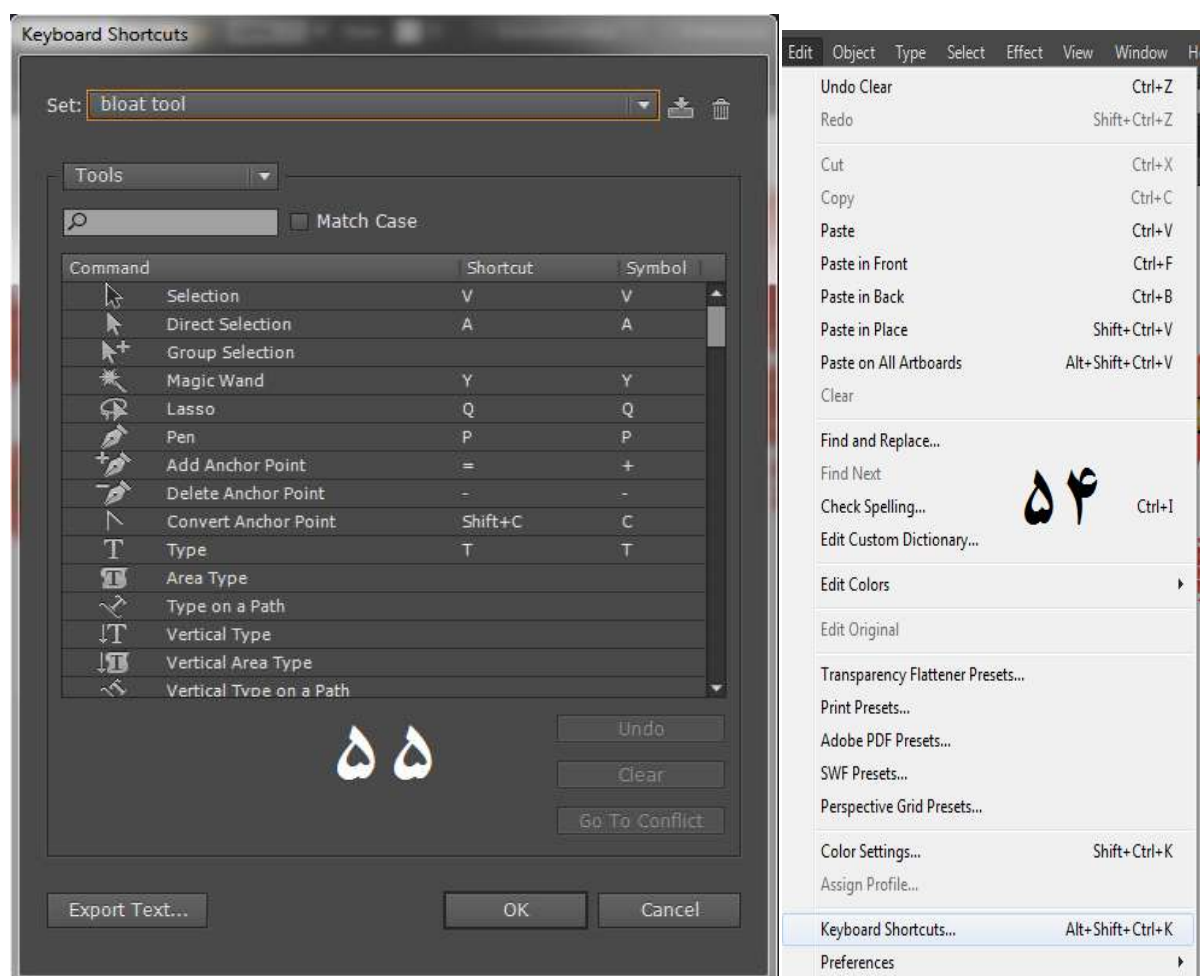 Keyboard Shortcuts
Set: bloat tool
Tools
Match Case
Command Shortcut Symbol
Selection V V
Direct Selection A A
Group Selection
Magic Wand Y Y
Lasso Q Q
Pen P P
Add Anchor Point = +
Delete Anchor Point - -
Convert Anchor Point Shift+C C
Type T T
Area Type
Type on a Path
Vertical Type
Vertical Area Type
Vertical Type on a Path
۵۵
Undo
Clear
Go To Conflict
Export Text... OK Cancel
Edit Object Type Select Effect View Window H
Undo Clear Ctrl+Z
Redo Shift+Ctrl+Z
Cut Ctrl+X
Copy Ctrl+C
Paste Ctrl+V
Paste in Front Ctrl+F
Paste in Back Ctrl+B
Paste in Place Shift+Ctrl+V
Paste on All Artboards Alt+Shift+Ctrl+V
Clear
Find and Replace...
Find Next
Check Spelling... Ctrl+I
۵۴
Edit Custom Dictionary...
Edit Colors
Edit Original
Transparency Flattener Presets...
Print Presets...
Adobe PDF Presets...
SWF Presets...
Perspective Grid Presets...
Color Settings... Shift+Ctrl+K
Assign Profile...
Keyboard Shortcuts... Alt+Shift+Ctrl+K
Preferences